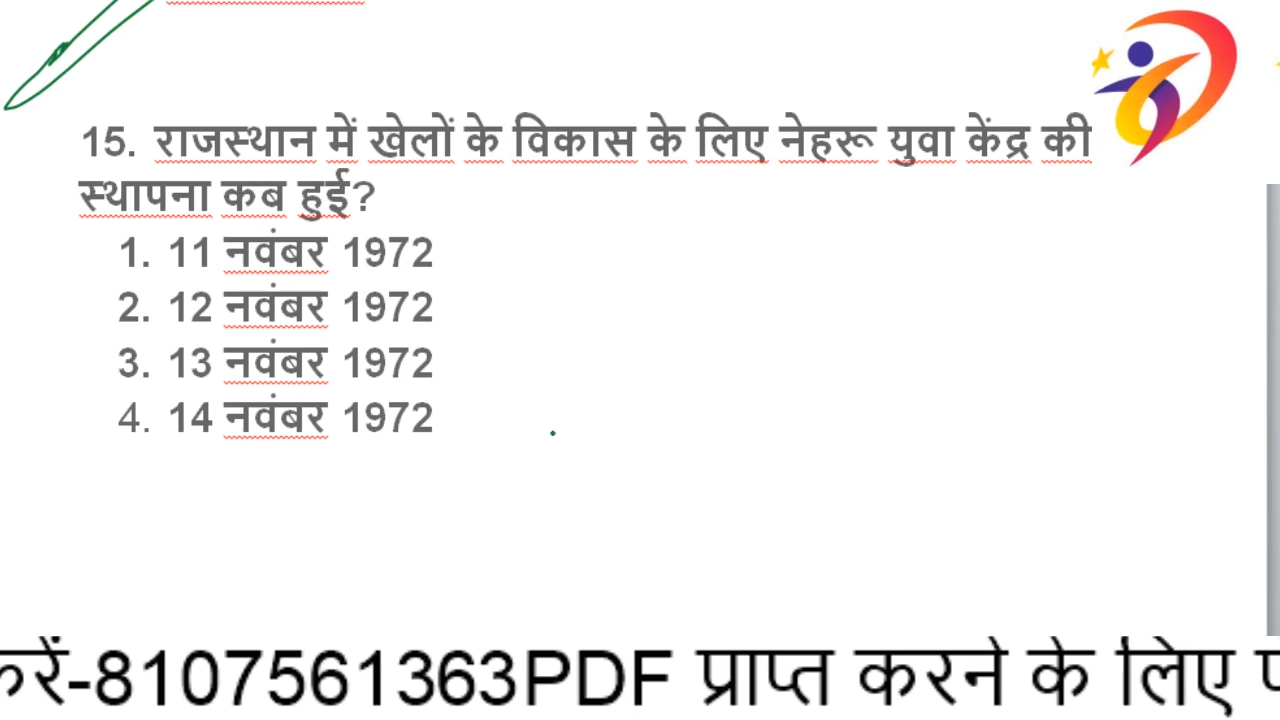 15. राजस्थान में खेलों के विकास के लिए नेहरू युवा केंद्र की
स्थापना कब हुई?
1. 11 नवंबर 1972
2. 12 नवंबर 1972
3. 13 नवंबर 1972
4. 14 नवंबर 1972
करें-8107561363PDF प्राप्त करने के लिए